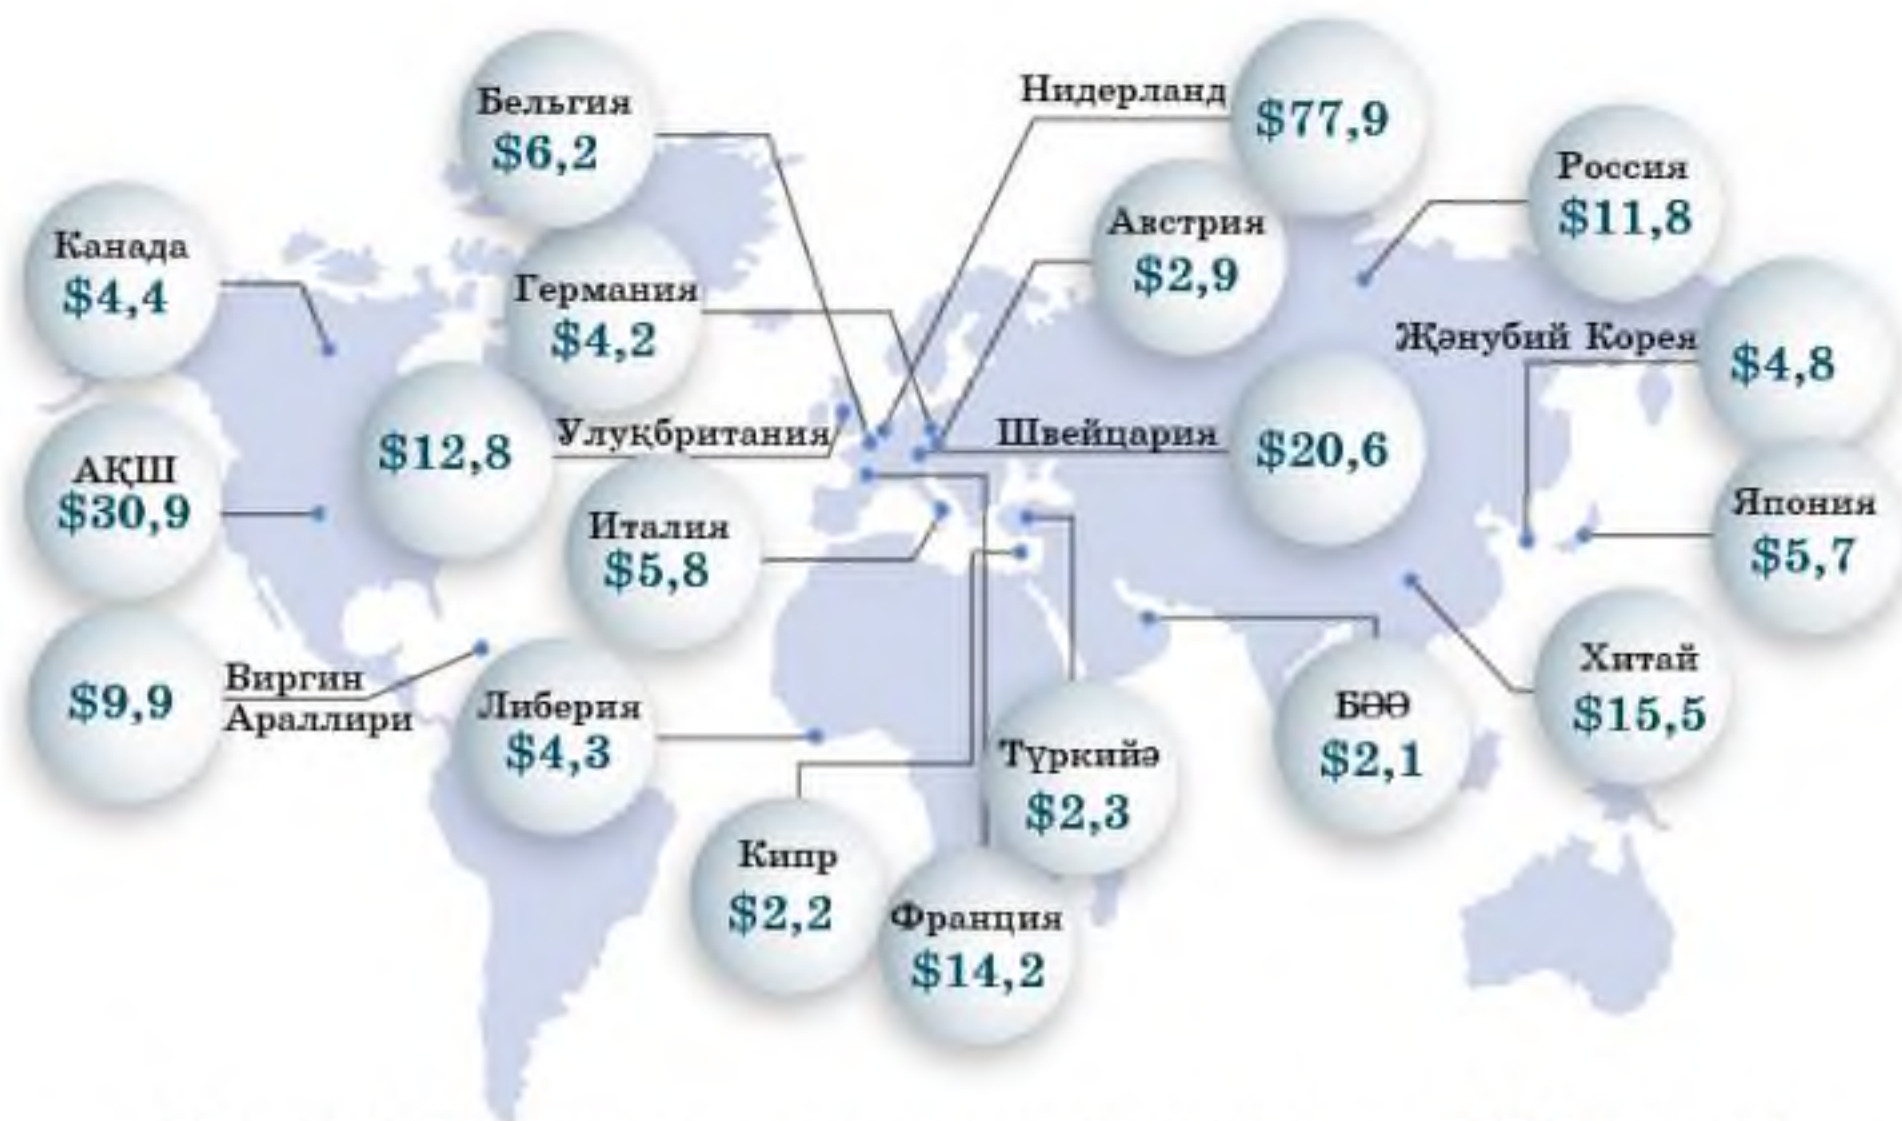 Бельгия
$6,2
Нидерланд
$77,9
Россия
$11,8
Австрия
$2,9
Канада
$4,4
Германия
$4,2
Җәнубий Корея
$4,8
Улуқбритания
$12,8
Швейцария
$20,6
АҚШ
$30,9
Италия
$5,8
Япония
$5,7
Виргин
Араллири
$9,9
Либерия
$4,3
Түркийә
$2,3
БӘӘ
$2,1
Хитай
$15,5
Кипр
$2,2
Франция
$14,2